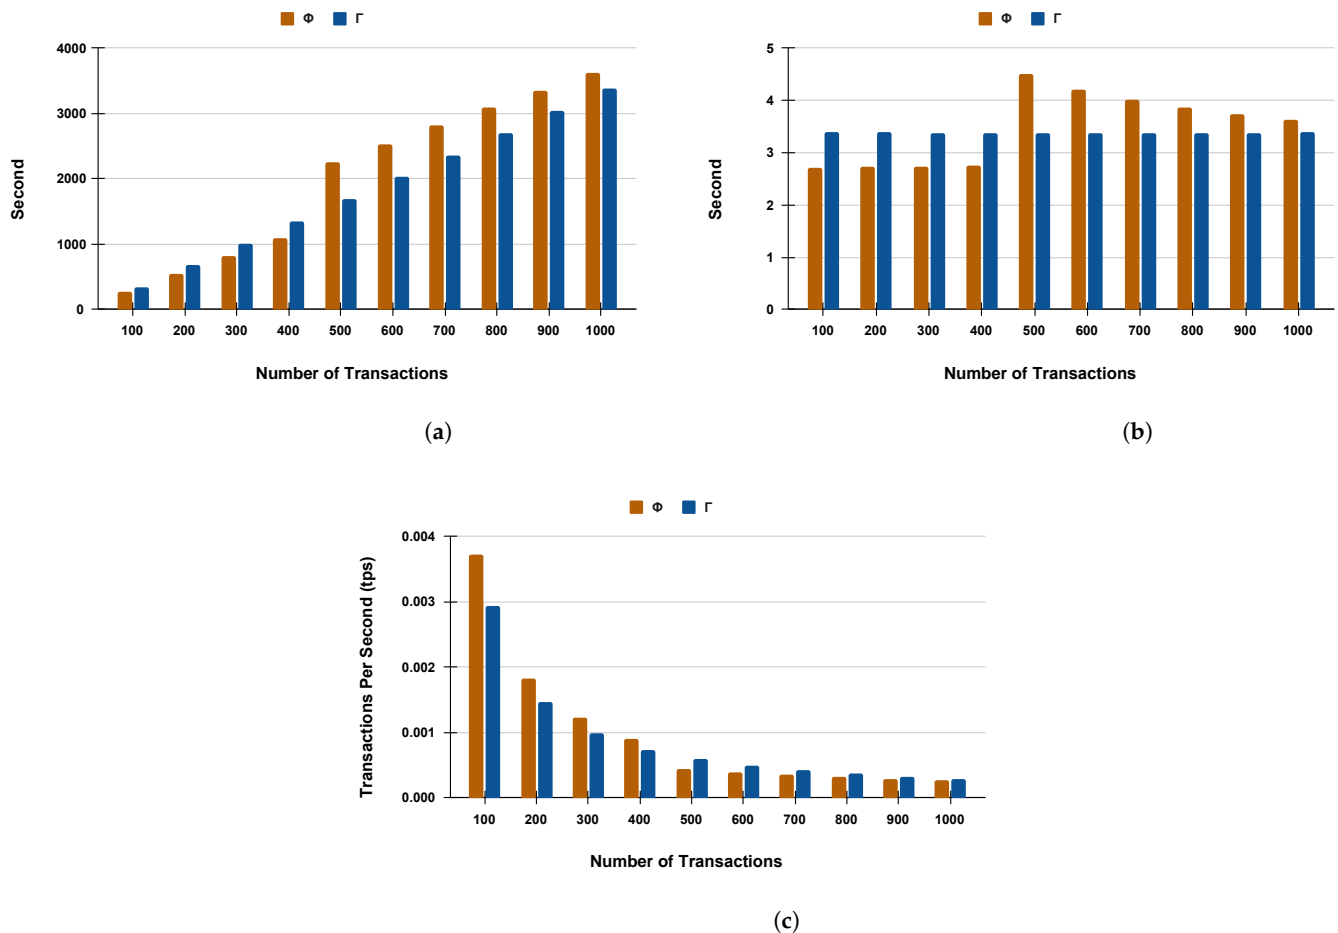 Φ Γ
4000
3000
2000
1000
0
Second
100 200 300 400 500 600 700 800 900 1000
Number of Transactions
(a)
Φ Γ
5
4
3
2
1
0
Second
100 200 300 400 500 600 700 800 900 1000
Number of Transactions
(b)
Φ Γ
0.004
0.003
0.002
0.001
0.000
Transactions Per Second (tps)
100 200 300 400 500 600 700 800 900 1000
Number of Transactions
(c)